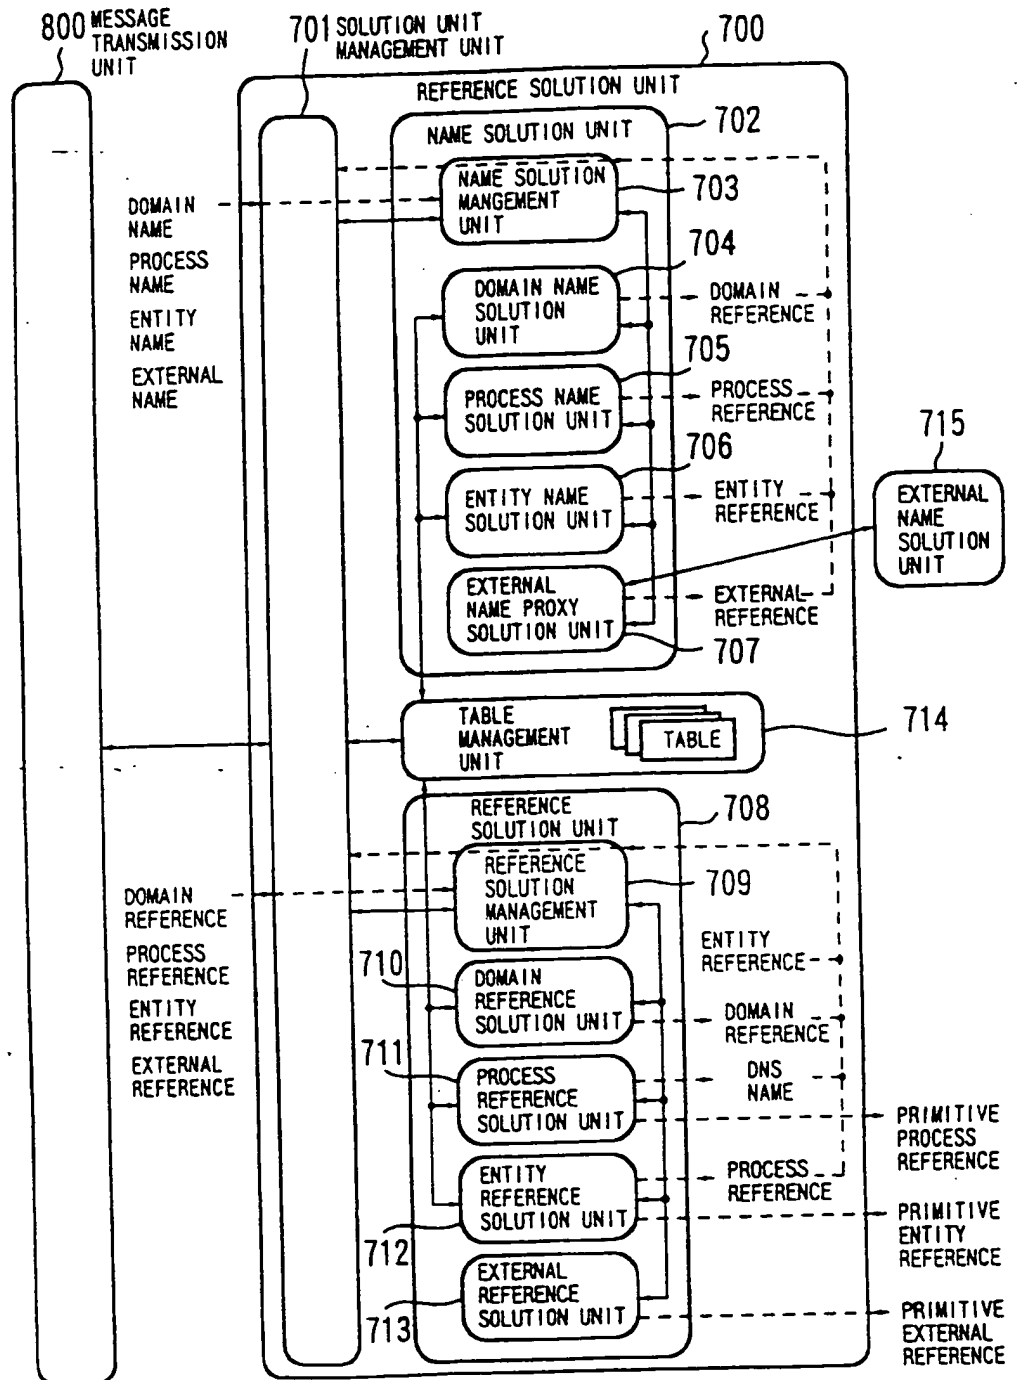 800 MESSAGE
TRANSMISSION
UNIT
701 SOLUTION UNIT
MANAGEMENT UNIT
700
REFERENCE SOLUTION UNIT
NAME SOLUTION UNIT
702
NAME SOLUTION
MANGEMENT
UNIT
703
DOMAIN
NAME
PROCESS
NAME
ENTITY
NAME
EXTERNAL
NAME
704
DOMAIN NAME
SOLUTION
UNIT
DOMAIN
REFERENCE
705
PROCESS NAME
SOLUTION UNIT
PROCESS
REFERENCE
706
ENTITY NAME
SOLUTION UNIT
ENTITY
REFERENCE
715
EXTERNAL
NAME
SOLUTION
UNIT
EXTERNAL
NAME PROXY
SOLUTION UNIT
EXTERNAL
REFERENCE
707
TABLE
MANAGEMENT
UNIT
TABLE
714
REFERENCE
SOLUTION UNIT
708
REFERENCE
SOLUTION
MANAGEMENT
UNIT
709
DOMAIN
REFERENCE
PROCESS
REFERENCE
ENTITY
REFERENCE
EXTERNAL
REFERENCE
ENTITY
REFERENCE
710
DOMAIN
REFERENCE
SOLUTION UNIT
DOMAIN
REFERENCE
711
PROCESS
REFERENCE
SOLUTION UNIT
DNS
NAME
PRIMITIVE
PROCESS
REFERENCE
ENTITY
REFERENCE
SOLUTION UNIT
PROCESS
REFERENCE
712
PRIMITIVE
ENTITY
REFERENCE
EXTERNAL
REFERENCE
SOLUTION UNIT
713
PRIMITIVE
EXTERNAL
REFERENCE